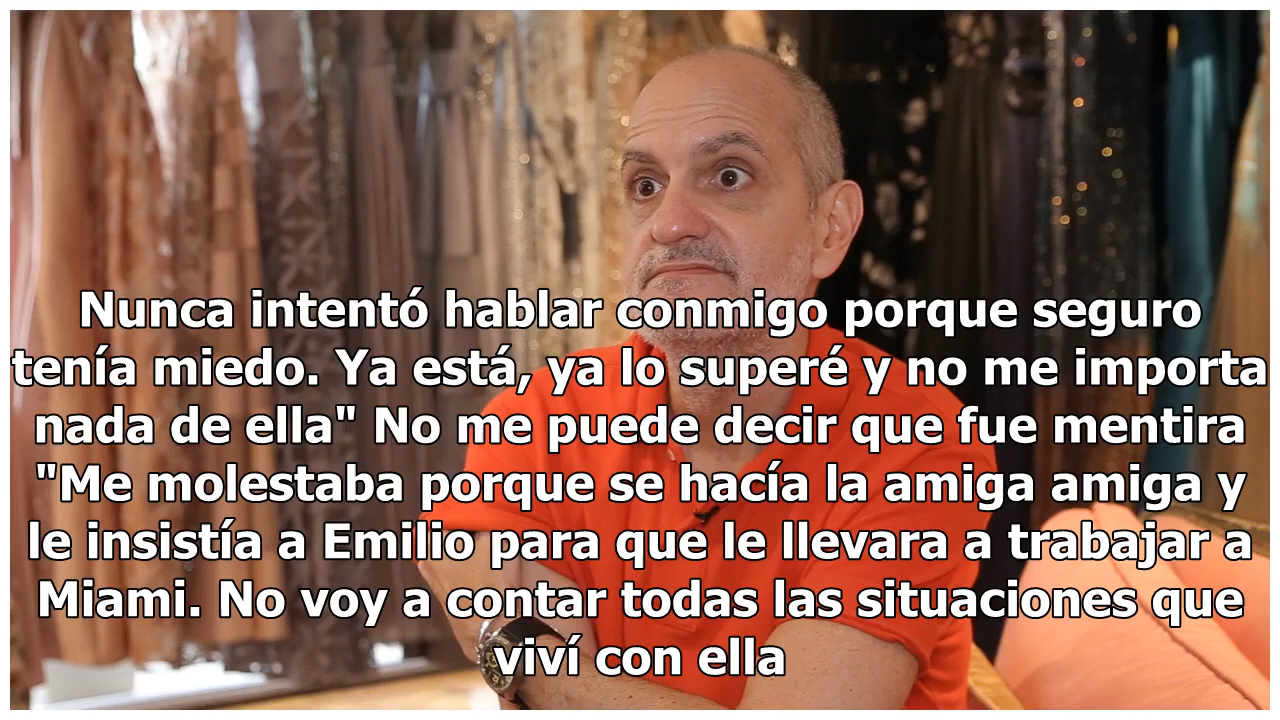 Nunca intentó hablar conmigo porque seguro
tenía miedo. Ya está, ya lo superé y no me importa
nada de ella" No me puede decir que fue mentira
"Me molestaba porque se hacía la amiga amiga y
le insistía a Emilio para que le llevara a trabajar a
Miami. No voy a contar todas las situaciones que
viví con ella